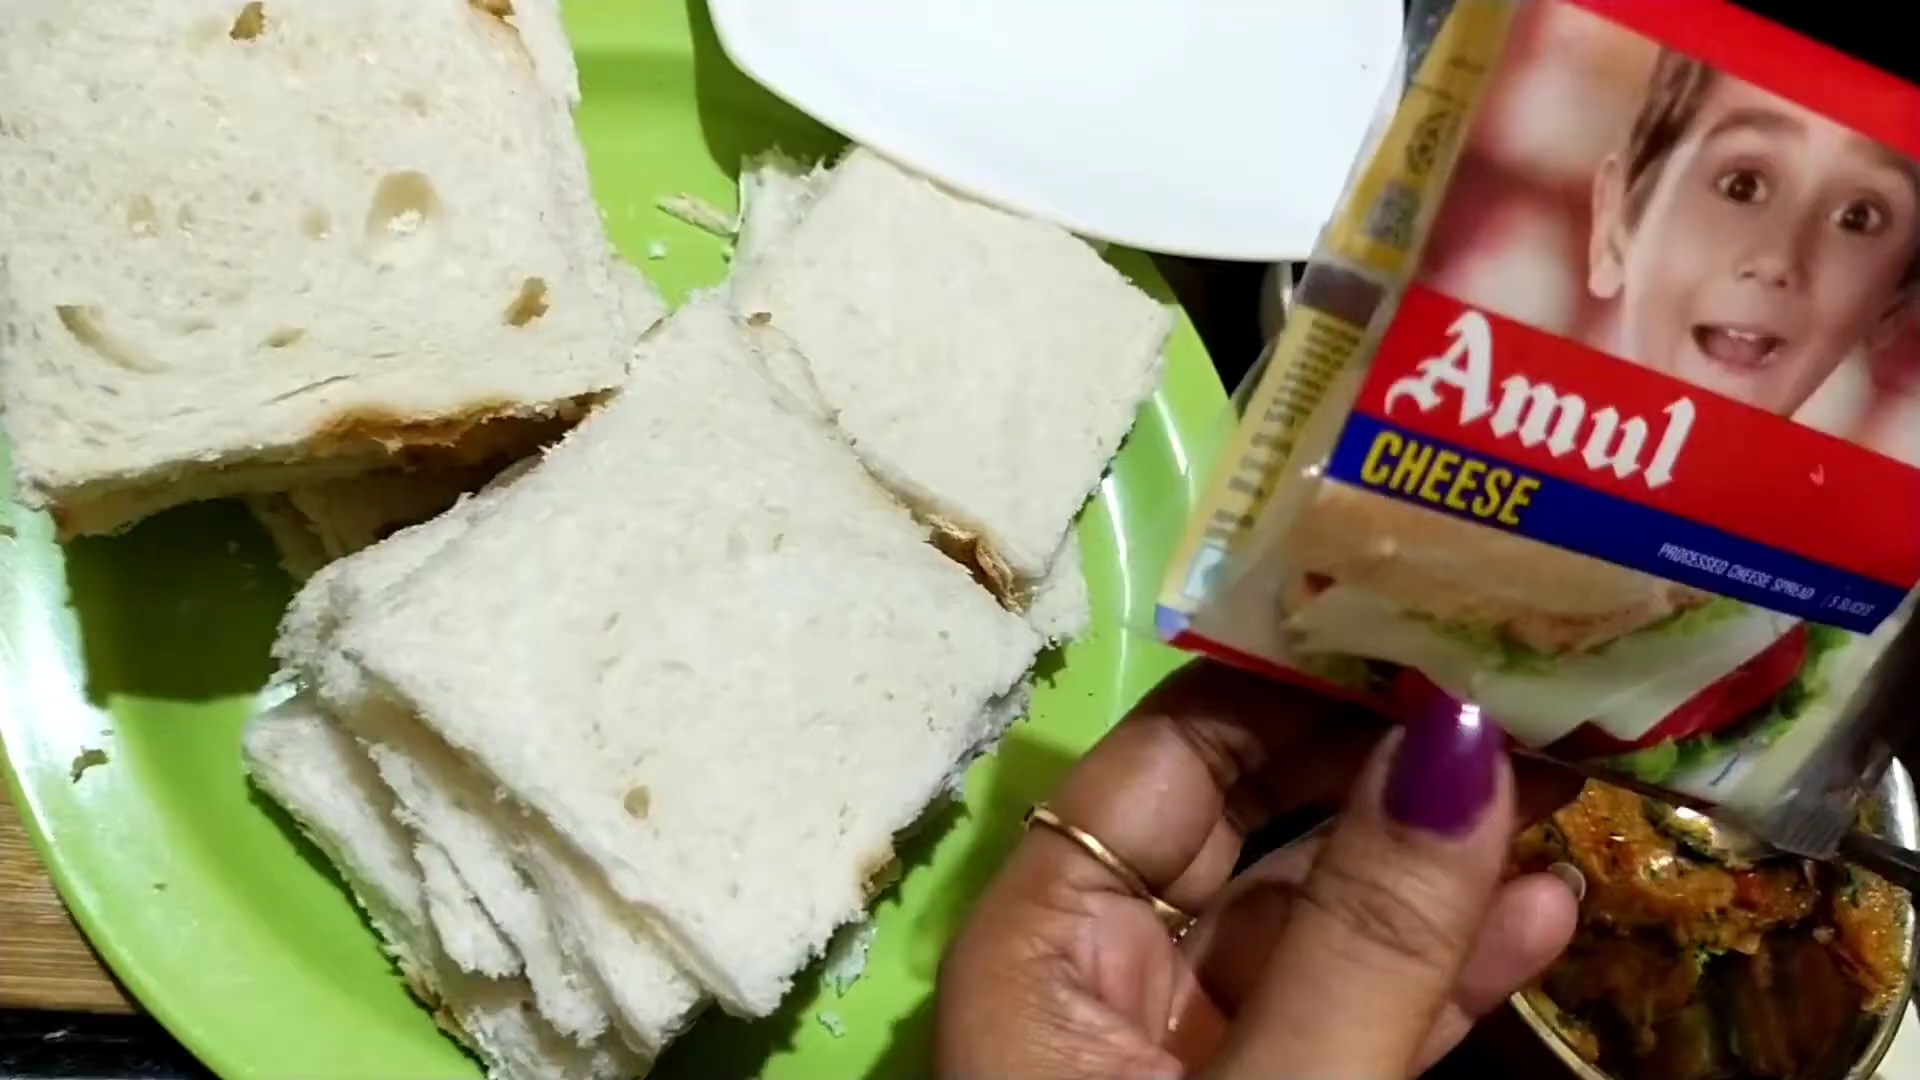 Amul
CHEESE
PROCESSED CHEESE SPREAD / 5 SLICES